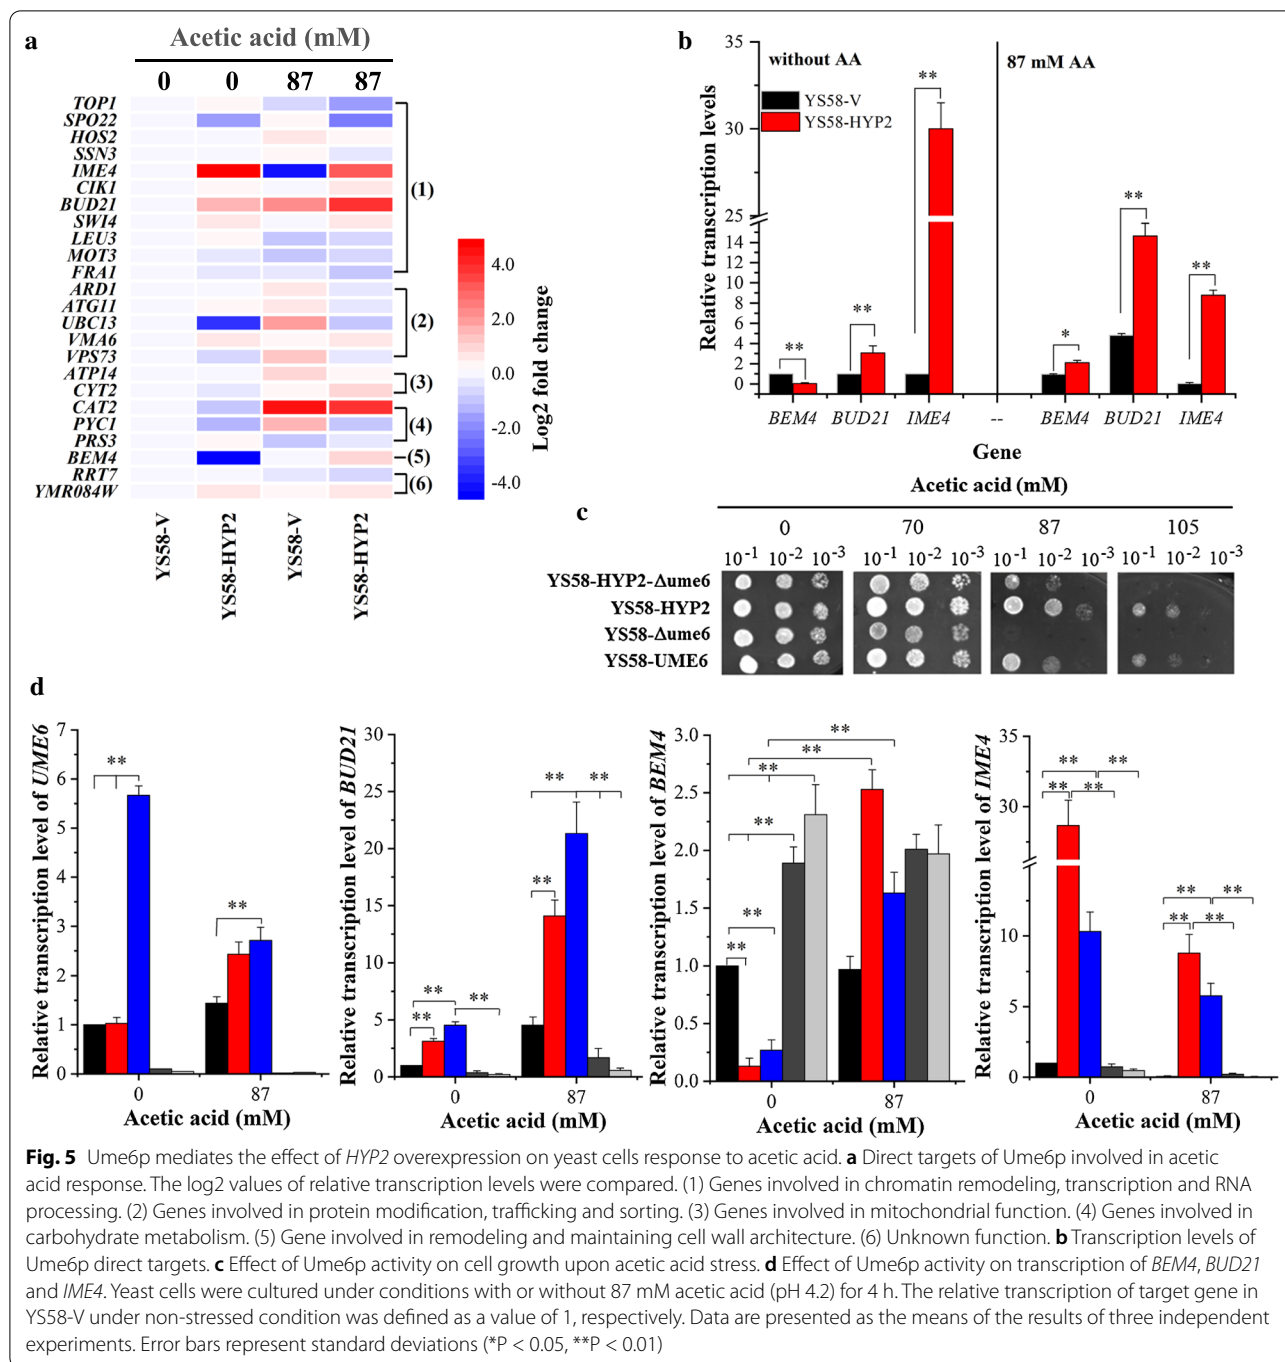 a
Acetic acid (mM)
0 0 87 87
TOP1
SPO22
HOS2
SSN3
IME4
CIK1
BUD21
SWI4
LEU3
MOT3
FRA1
ARD1
ATG11
UBC13
VMA6
VPS73
ATP14
CYT2
CAT2
PYC1
PRS3
BEM4
RRT7
YMR084W
(1)
(2)
(3)
(4)
(5)
(6)
YS58-V
YS58-HYP2
YS58-V
YS58-HYP2
4.0
2.0
0.0
-2.0
-4.0
Log2 fold change
b
Relative transcription levels
35
30
25
14
12
10
8
6
4
2
0
without AA
87 mM AA
YS58-V
YS58-HYP2
** ** ** * ** **
BEM4 BUD21 IME4 -- BEM4 BUD21 IME4
Gene
c
Acetic acid (mM)
0 70 87 105
10-1 10-2 10-3 10-1 10-2 10-3 10-1 10-2 10-3 10-1 10-2 10-3
YS58-HYP2-Δume6
YS58-HYP2
YS58-Δume6
YS58-UME6
d
Relative transcription level of UME6
7
6
5
4
3
2
1
0
** **
0 87
Acetic acid (mM)
Relative transcription level of BUD21
30
25
20
15
10
5
0
** ** ** ** ** **
0 87
Acetic acid (mM)
Relative transcription level of BEM4
3.0
2.5
2.0
1.5
1.0
0.5
0.0
** ** ** ** ** ** **
0 87
Acetic acid (mM)
Relative transcription level of IME4
35
28
10
5
0
** ** ** ** ** ** ** **
0 87
Acetic acid (mM)
Fig. 5 Ume6p mediates the effect of HYP2 overexpression on yeast cells response to acetic acid. a Direct targets of Ume6p involved in acetic
acid response. The log2 values of relative transcription levels were compared. (1) Genes involved in chromatin remodeling, transcription and RNA
processing. (2) Genes involved in protein modification, trafficking and sorting. (3) Genes involved in mitochondrial function. (4) Genes involved in
carbohydrate metabolism. (5) Gene involved in remodeling and maintaining cell wall architecture. (6) Unknown function. b Transcription levels of
Ume6p direct targets. c Effect of Ume6p activity on cell growth upon acetic acid stress. d Effect of Ume6p activity on transcription of BEM4, BUD21
and IME4. Yeast cells were cultured under conditions with or without 87 mM acetic acid (pH 4.2) for 4 h. The relative transcription of target gene in
YS58-V under non-stressed condition was defined as a value of 1, respectively. Data are presented as the means of the results of three independent
experiments. Error bars represent standard deviations (*P < 0.05, **P < 0.01)